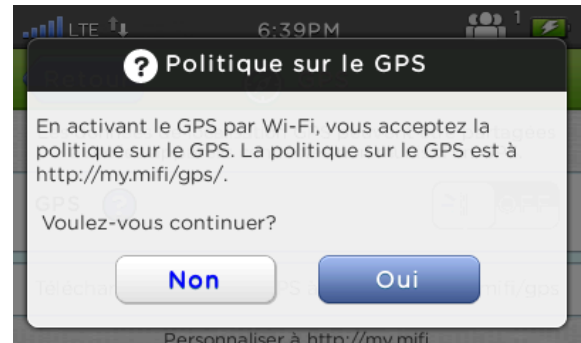 LTE 6:39PM 1
? Politique sur le GPS
Retour
En activant le GPS par Wi-Fi, vous acceptez la
politique sur le GPS. La politique sur le GPS est à
http://my.mifi/gps/.
GPS ?
Voulez-vous continuer?
Non Oui
Personnaliser à http://my.mifi